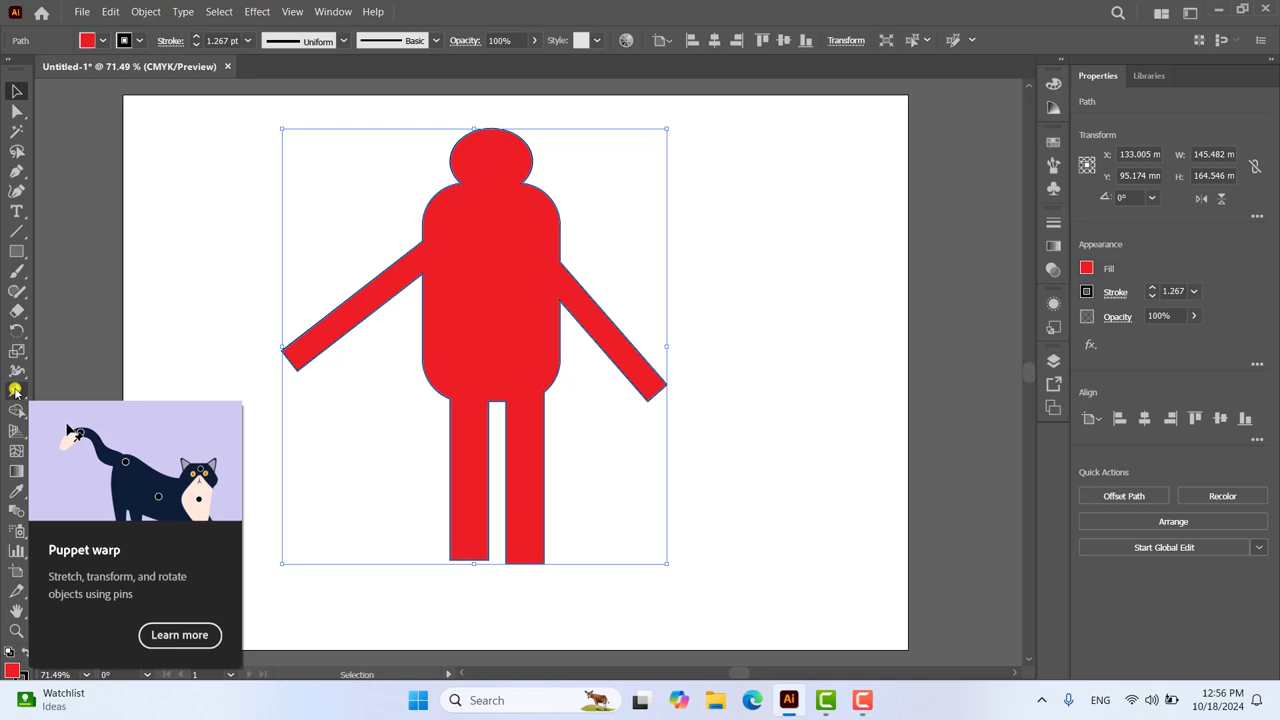 Ai
File Edit Object Type Select Effect View Window Help
Path
Stroke: 1.267 pt Uniform Basic Opacity: 100% Style: Transform
Untitled-1* @ 71.49 % (CMYK/Preview) ×
Properties Libraries
Path
Transform
X: 133.005 m W: 145.482 m
Y: 95.174 mm H: 164.546 m
0°
Appearance
Fill
Stroke 1.267
Opacity 100%
fx
Align
Quick Actions
Offset Path Recolor
Arrange
Start Global Edit
Puppet warp
Stretch, transform, and rotate
objects using pins
Learn more
71.49% 0° 1 Selection
Watchlist
Ideas
Search
Ai
ENG
12:56 PM
10/18/2024